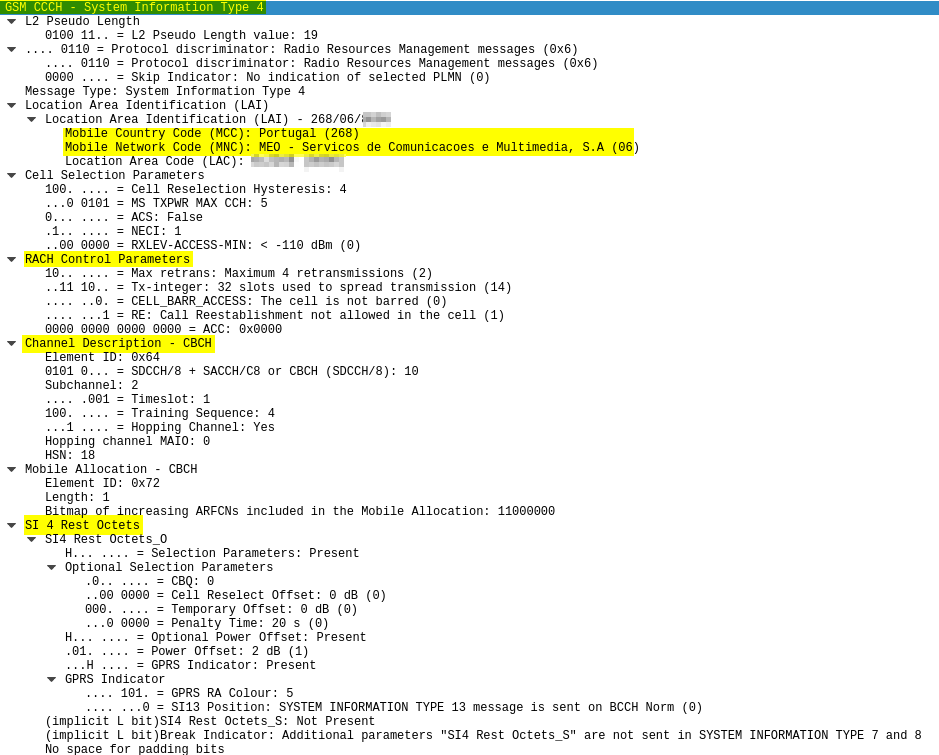 GSM CCCH - System Information Type 4
L2 Pseudo Length
0100 11.. = L2 Pseudo Length value: 19
.... 0110 = Protocol discriminator: Radio Resources Management messages (0x6)
.... 0110 = Protocol discriminator: Radio Resources Management messages (0x6)
0000 .... = Skip Indicator: No indication of selected PLMN (0)
Message Type: System Information Type 4
Location Area Identification (LAI)
Location Area Identification (LAI) - 268/06/
Mobile Country Code (MCC): Portugal (268)
Mobile Network Code (MNC): MEO - Servicos de Comunicacoes e Multimedia, S.A (06)
Location Area Code (LAC):
Cell Selection Parameters
100. .... = Cell Reselection Hysteresis: 4
...0 0101 = MS TXPWR MAX CCH: 5
0... .... = ACS: False
.1.. .... = NECI: 1
..00 0000 = RXLEV-ACCESS-MIN: < -110 dBm (0)
RACH Control Parameters
10.. .... = Max retrans: Maximum 4 retransmissions (2)
..11 10.. = Tx-integer: 32 slots used to spread transmission (14)
.... ..0. = CELL_BARR_ACCESS: The cell is not barred (0)
.... ...1 = RE: Call Reestablishment not allowed in the cell (1)
0000 0000 0000 0000 = ACC: 0x0000
Channel Description - CBCH
Element ID: 0x64
0101 0... = SDCCH/8 + SACCH/C8 or CBCH (SDCCH/8): 10
Subchannel: 2
.... .001 = Timeslot: 1
100. .... = Training Sequence: 4
...1 .... = Hopping Channel: Yes
Hopping channel MAIO: 0
HSN: 18
Mobile Allocation - CBCH
Element ID: 0x72
Length: 1
Bitmap of increasing ARFCNs included in the Mobile Allocation: 11000000
SI 4 Rest Octets
SI4 Rest Octets_O
H... .... = Selection Parameters: Present
Optional Selection Parameters
.0.. .... = CBQ: 0
..00 0000 = Cell Reselect Offset: 0 dB (0)
000. .... = Temporary Offset: 0 dB (0)
...0 0000 = Penalty Time: 20 s (0)
H... .... = Optional Power Offset: Present
.01. .... = Power Offset: 2 dB (1)
...H .... = GPRS Indicator: Present
GPRS Indicator
.... 101. = GPRS RA Colour: 5
.... ...0 = SI13 Position: SYSTEM INFORMATION TYPE 13 message is sent on BCCH Norm (0)
(implicit L bit)SI4 Rest Octets_S: Not Present
(implicit L bit)Break Indicator: Additional parameters "SI4 Rest Octets_S" are not sent in SYSTEM INFORMATION TYPE 7 and 8
No space for padding bits